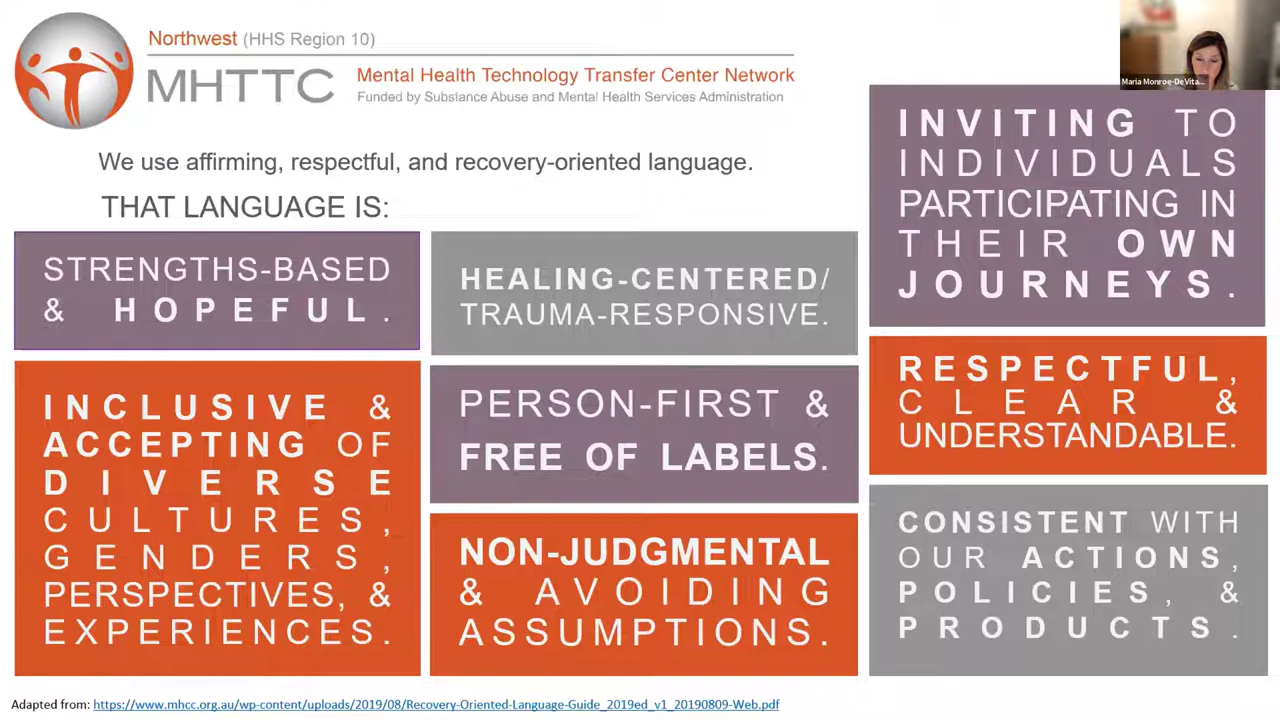 Northwest (HHS Region 10)
MHTTC
Mental Health Technology Transfer Center Network
Funded by Substance Abuse and Mental Health Services Administration
Maria Monroe-DeVita...
We use affirming, respectful, and recovery-oriented language.
THAT LANGUAGE IS:
STRENGTHS-BASED
& HOPEFUL.
INCLUSIVE &
ACCEPTING OF
DIVERSE
CULTURES,
GENDERS,
PERSPECTIVES, &
EXPERIENCES.
HEALING-CENTERED/
TRAUMA-RESPONSIVE.
PERSON-FIRST &
FREE OF LABELS.
NON-JUDGMENTAL
& AVOIDING
ASSUMPTIONS.
INVITING TO
INDIVIDUALS
PARTICIPATING IN
THEIR OWN
JOURNEYS.
RESPECTFUL,
CLEAR &
UNDERSTANDABLE.
CONSISTENT WITH
OUR ACTIONS,
POLICIES, &
PRODUCTS.
Adapted from: https://www.mhcc.org.au/wp-content/uploads/2019/08/Recovery-Oriented-Language-Guide_2019ed_v1_20190809-Web.pdf